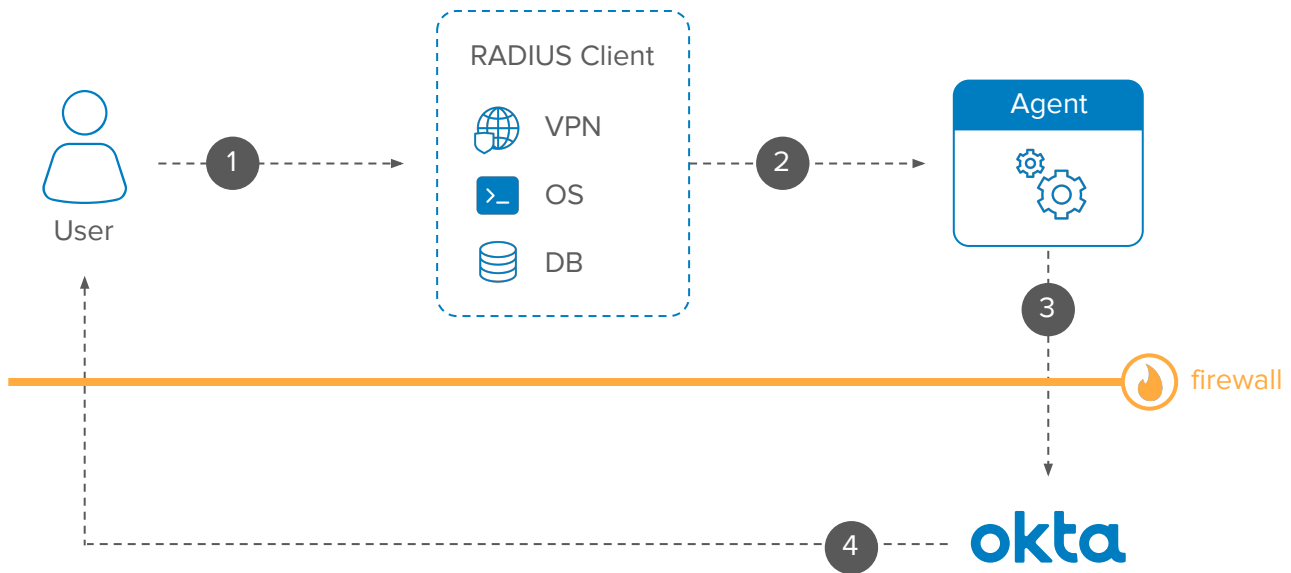 RADIUS Client
VPN
OS
DB
User
1
2
Agent
>_
3
firewall
4
okta